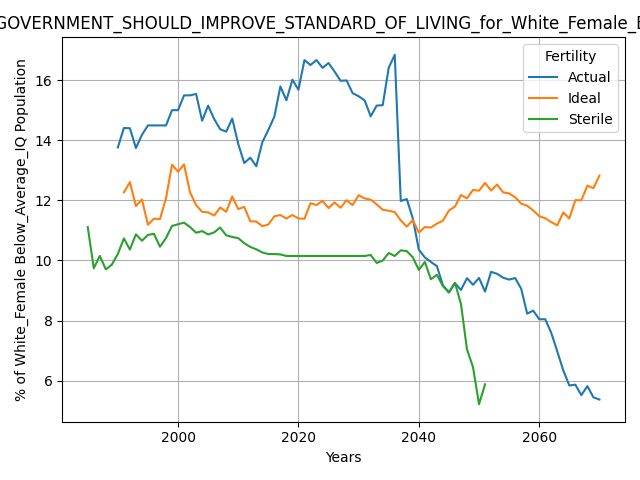 GOVERNMENT_SHOULD_IMPROVE_STANDARD_OF_LIVING_for_White_Female_B
% of White_Female Below_Average_IQ Population
16
14
12
10
8
6
2000 2020 2040 2060
Years
Fertility
Actual
Ideal
Sterile